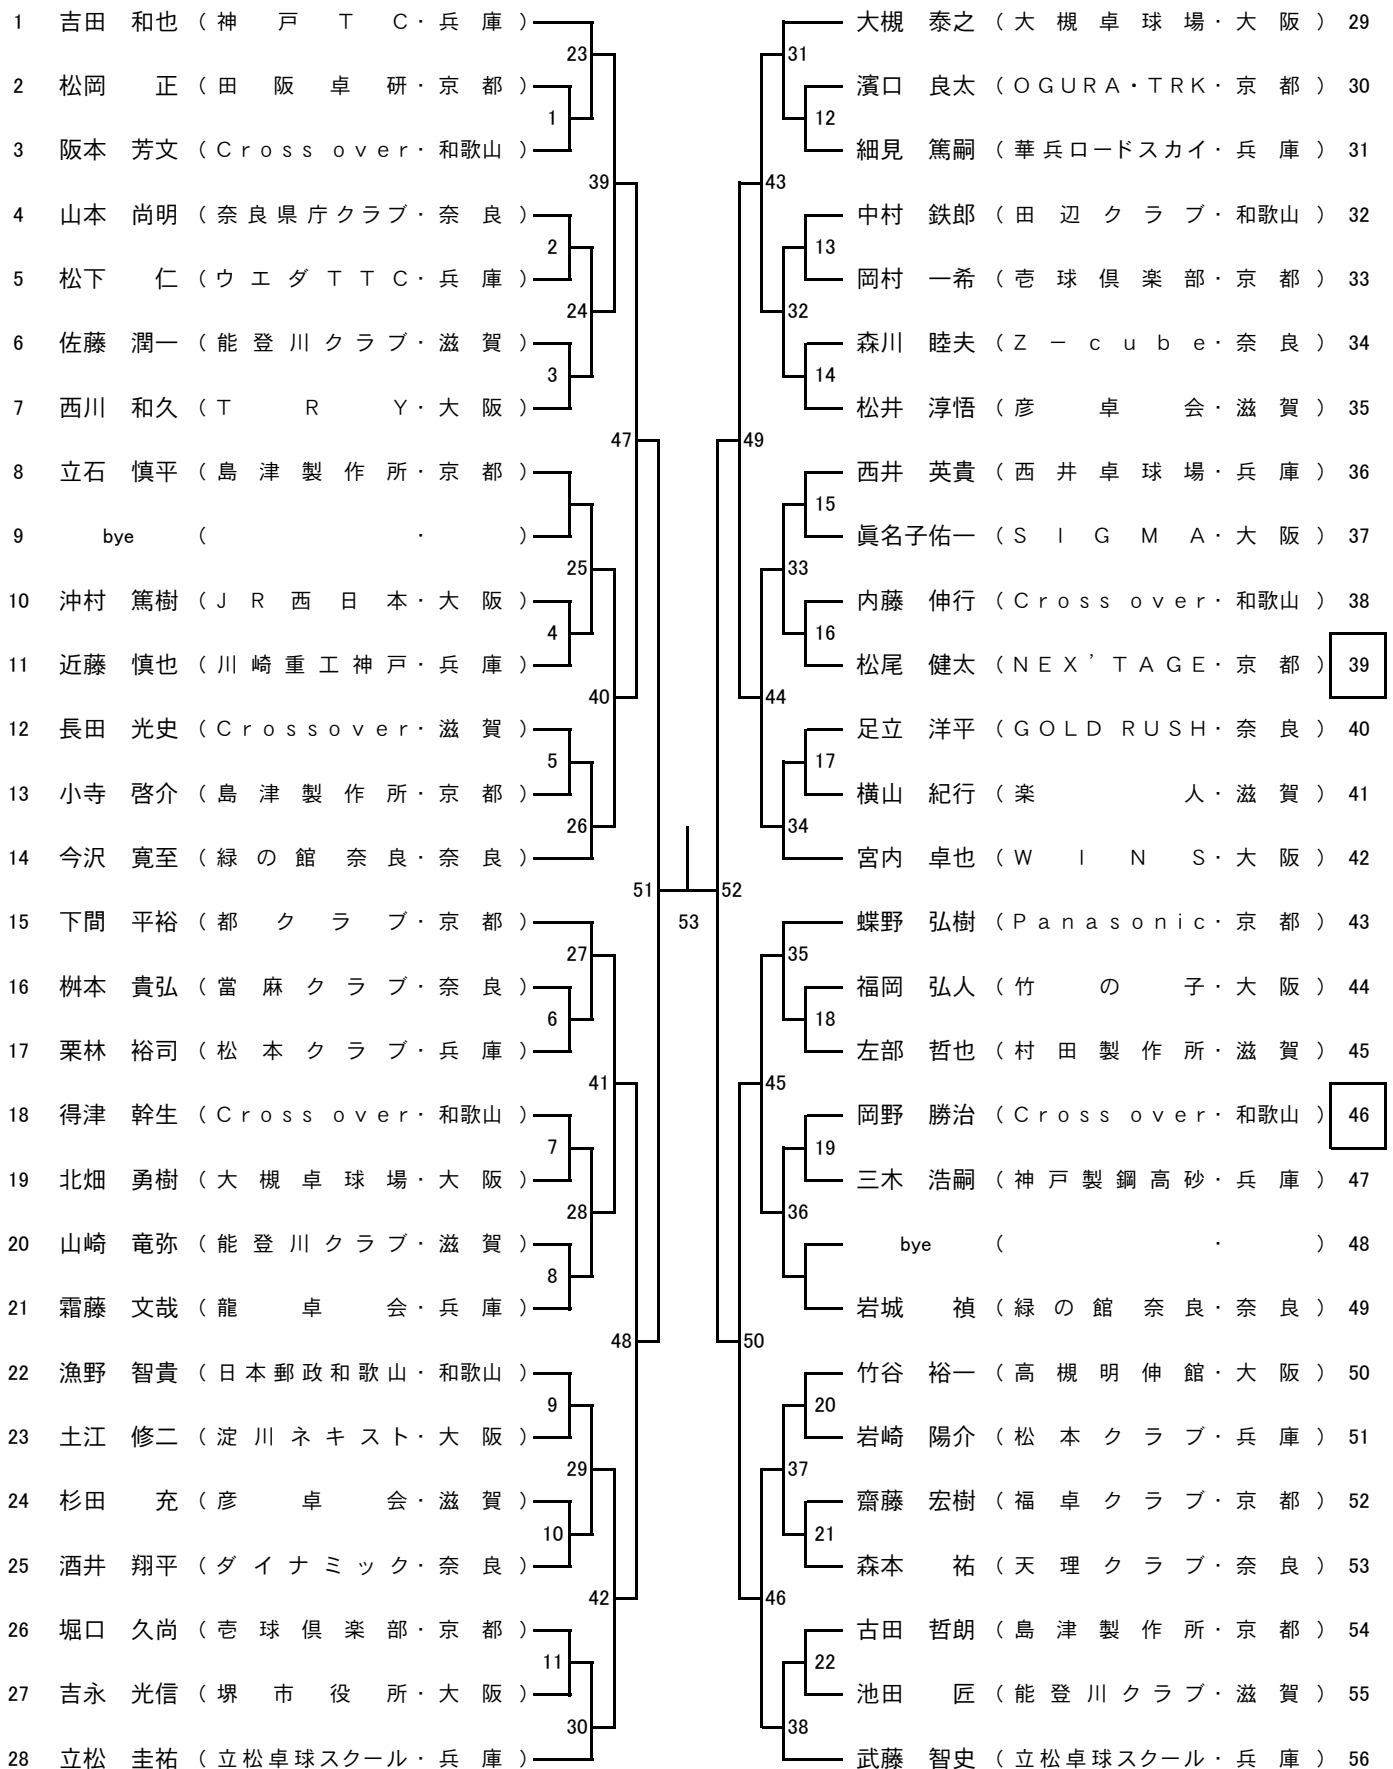 1 吉田 和也 (神戸TC・兵庫)
2 松岡 正 (田阪卓研・京都)
3 阪本 芳文 (Cross over・和歌山)
4 山本 尚明 (奈良県庁クラブ・奈良)
5 松下 仁 (ウエダTTC・兵庫)
6 佐藤 潤一 (能登川クラブ・滋賀)
7 西川 和久 (TRY・大阪)
8 立石 慎平 (島津製作所・京都)
9 bye ( ・ )
10 沖村 篤樹 (JR西日本・大阪)
11 近藤 慎也 (川崎重工神戸・兵庫)
12 長田 光史 (Crossover・滋賀)
13 小寺 啓介 (島津製作所・京都)
14 今沢 寛至 (緑の館 奈良・奈良)
15 下間 平裕 (都クラブ・京都)
16 桝本 貴弘 (當麻クラブ・奈良)
17 栗林 裕司 (松本クラブ・兵庫)
18 得津 幹生 (Cross over・和歌山)
19 北畑 勇樹 (大槻卓球場・大阪)
20 山崎 竜弥 (能登川クラブ・滋賀)
21 霜藤 文哉 (龍卓会・兵庫)
22 漁野 智貴 (日本郵政和歌山・和歌山)
23 土江 修二 (淀川ネキスト・大阪)
24 杉田 充 (彦卓会・滋賀)
25 酒井 翔平 (ダイナミック・奈良)
26 堀口 久尚 (壱球倶楽部・京都)
27 吉永 光信 (堺市役所・大阪)
28 立松 圭祐 (立松卓球スクール・兵庫)
23
1
39
2
24
3
47
25
4
40
5
26
51
27
6
41
7
28
8
48
9
29
10
42
11
30
53
31
12
43
13
32
14
49
15
33
16
44
17
34
52
35
18
45
19
36
50
20
37
21
46
22
38
大槻 泰之 (大槻卓球場・大阪) 29
濱口 良太 (OGURA・TRK・京都) 30
細見 篤嗣 (華兵ロードスカイ・兵庫) 31
中村 鉄郎 (田辺クラブ・和歌山) 32
岡村 一希 (壱球倶楽部・京都) 33
森川 睦夫 (Z－cube・奈良) 34
松井 淳悟 (彦卓会・滋賀) 35
西井 英貴 (西井卓球場・兵庫) 36
眞名子佑一 (SIGMA・大阪) 37
内藤 伸行 (Cross over・和歌山) 38
松尾 健太 (NEX’TAGE・京都) 39
足立 洋平 (GOLD RUSH・奈良) 40
横山 紀行 (楽人・滋賀) 41
宮内 卓也 (WINS・大阪) 42
蝶野 弘樹 (Panasonic・京都) 43
福岡 弘人 (竹の子・大阪) 44
左部 哲也 (村田製作所・滋賀) 45
岡野 勝治 (Cross over・和歌山) 46
三木 浩嗣 (神戸製鋼高砂・兵庫) 47
bye ( ・ ) 48
岩城 禎 (緑の館 奈良・奈良) 49
竹谷 裕一 (高槻明伸館・大阪) 50
岩崎 陽介 (松本クラブ・兵庫) 51
齋藤 宏樹 (福卓クラブ・京都) 52
森本 祐 (天理クラブ・奈良) 53
古田 哲朗 (島津製作所・京都) 54
池田 匠 (能登川クラブ・滋賀) 55
武藤 智史 (立松卓球スクール・兵庫) 56